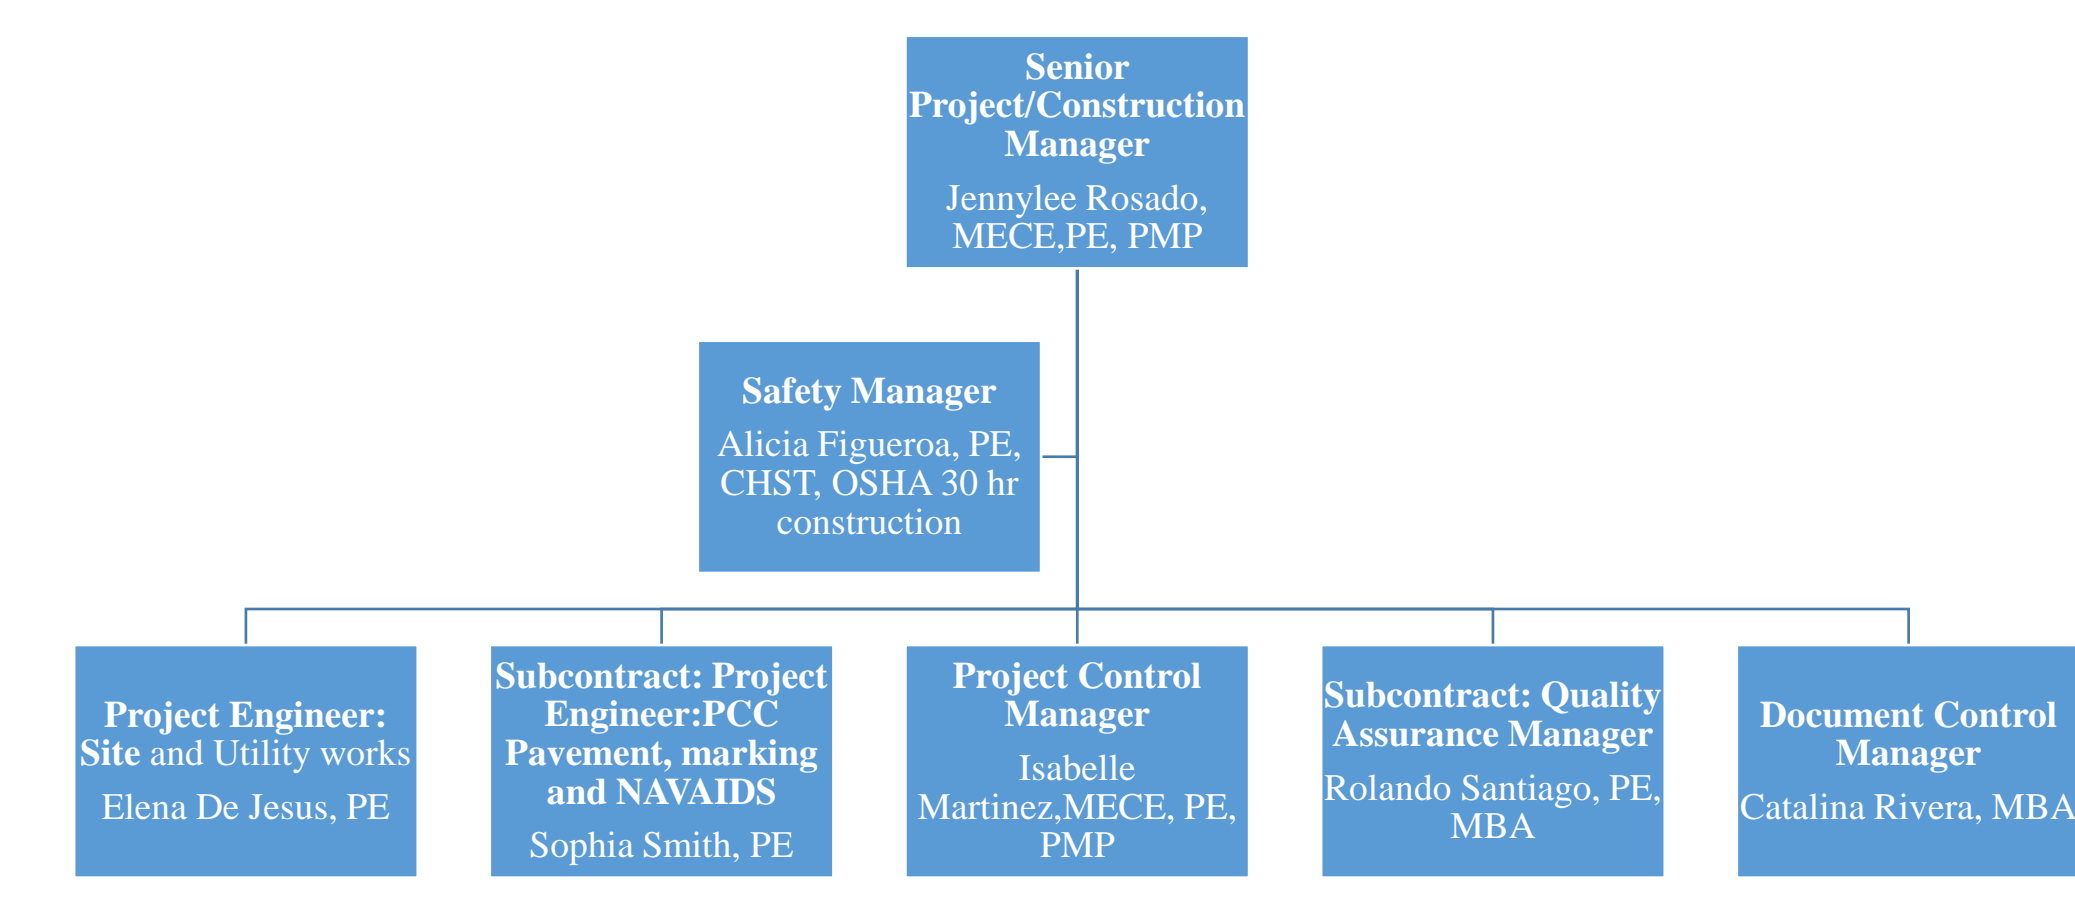 Senior
Project/Construction
Manager
Jennylee Rosado,
MECE,PE, PMP
Safety Manager
Alicia Figueroa, PE,
CHST, OSHA 30 hr
construction
Project Engineer:
Site and Utility works
Elena De Jesus, PE
Subcontract: Project
Engineer:PCC
Pavement, marking
and NAVAIDS
Sophia Smith, PE
Project Control
Manager
Isabelle
Martinez,MECE, PE,
PMP
Subcontract: Quality
Assurance Manager
Rolando Santiago, PE,
MBA
Document Control
Manager
Catalina Rivera, MBA